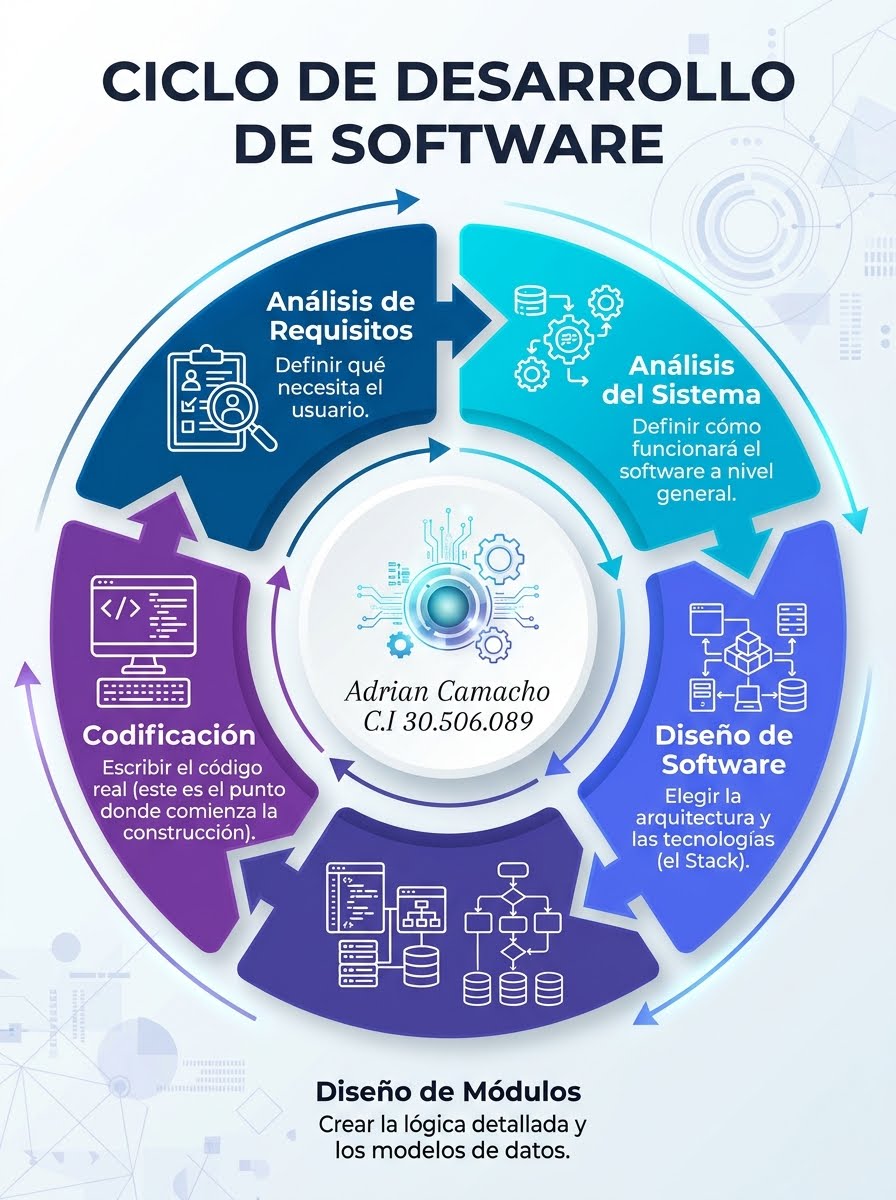 CICLO DE DESARROLLO
DE SOFTWARE
Análisis de
Requisitos
Definir qué
necesita el
usuario.
Análisis
del Sistema
Definir cómo
funcionará el
software a nivel
general.
Diseño de
Software
Elegir la
arquitectura y
las tecnologías
(el Stack).
Diseño de Módulos
Crear la lógica detallada y
los modelos de datos.
</>
Codificación
Escribir el código
real (este es el punto
donde comienza la
construcción).
Adrian Camacho
C.I 30.506.089